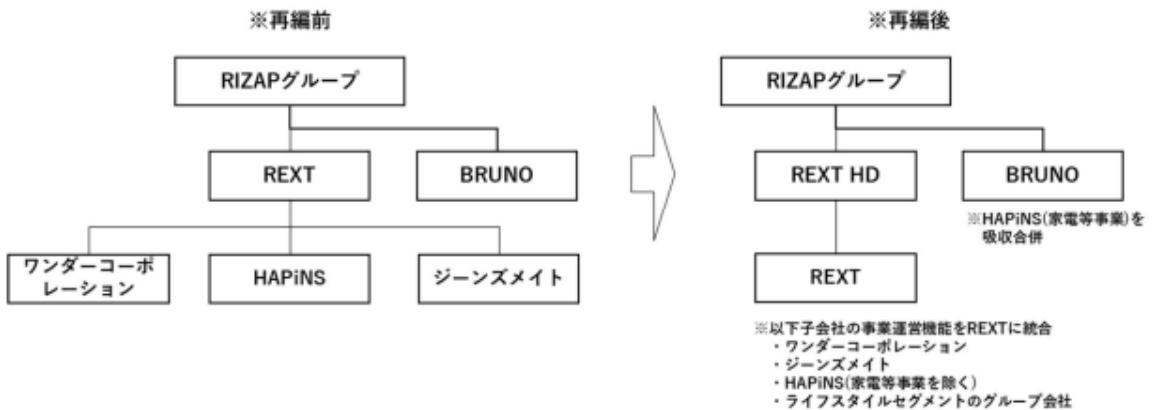 ※再編前
RIZAPグループ
REXT
BRUNO
ワンダーコーポ
レーション
HAPiNS
ジーンズメイト
※再編後
RIZAPグループ
REXT HD
BRUNO
※HAPiNS(家電等事業)を
吸収合併
REXT
※以下子会社の事業運営機能をREXTに統合
・ワンダーコーポレーション
・ジーンズメイト
・HAPiNS(家電等事業を除く)
・ライフスタイルセグメントのグループ会社